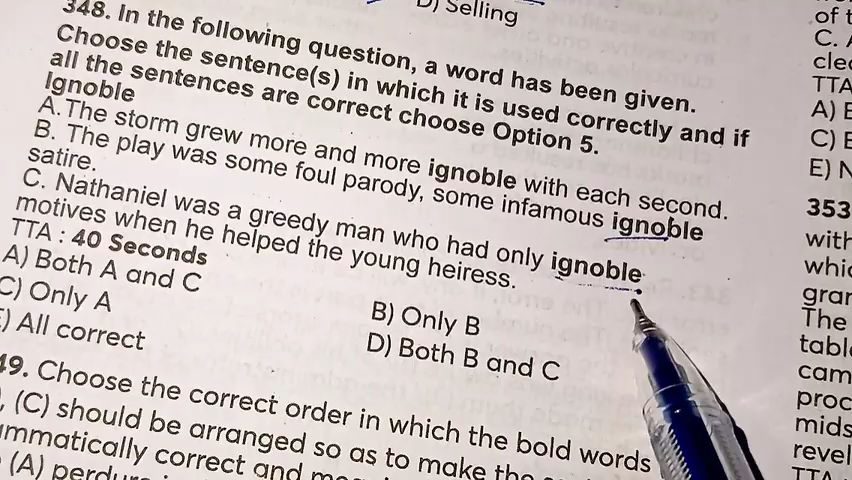 D) Selling
348. In the following question, a word has been given.
Choose the sentence(s) in which it is used correctly and if
all the sentences are correct choose Option 5.
Ignoble
A. The storm grew more and more ignoble with each second.
B. The play was some foul parody, some infamous ignoble
satire.
C. Nathaniel was a greedy man who had only ignoble
motives when he helped the young heiress.
TTA : 40 Seconds
A) Both A and C
B) Only B
C) Only A
D) Both B and C
) All correct
49. Choose the correct order in which the bold words
, (C) should be arranged so as to make the
mmatically correct and
(A)
of t
C. A
clea
TTA
A) E
C) E
E) N
353
with
whic
gran
The
tabl
cam
proc
mids
revel
TTA